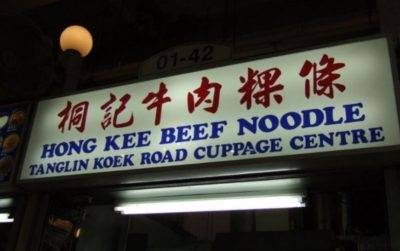 01-42
桐記牛肉粿條
HONG KEE BEEF NOODLE
TANGLIN KOEK ROAD CUPPAGE CENTRE